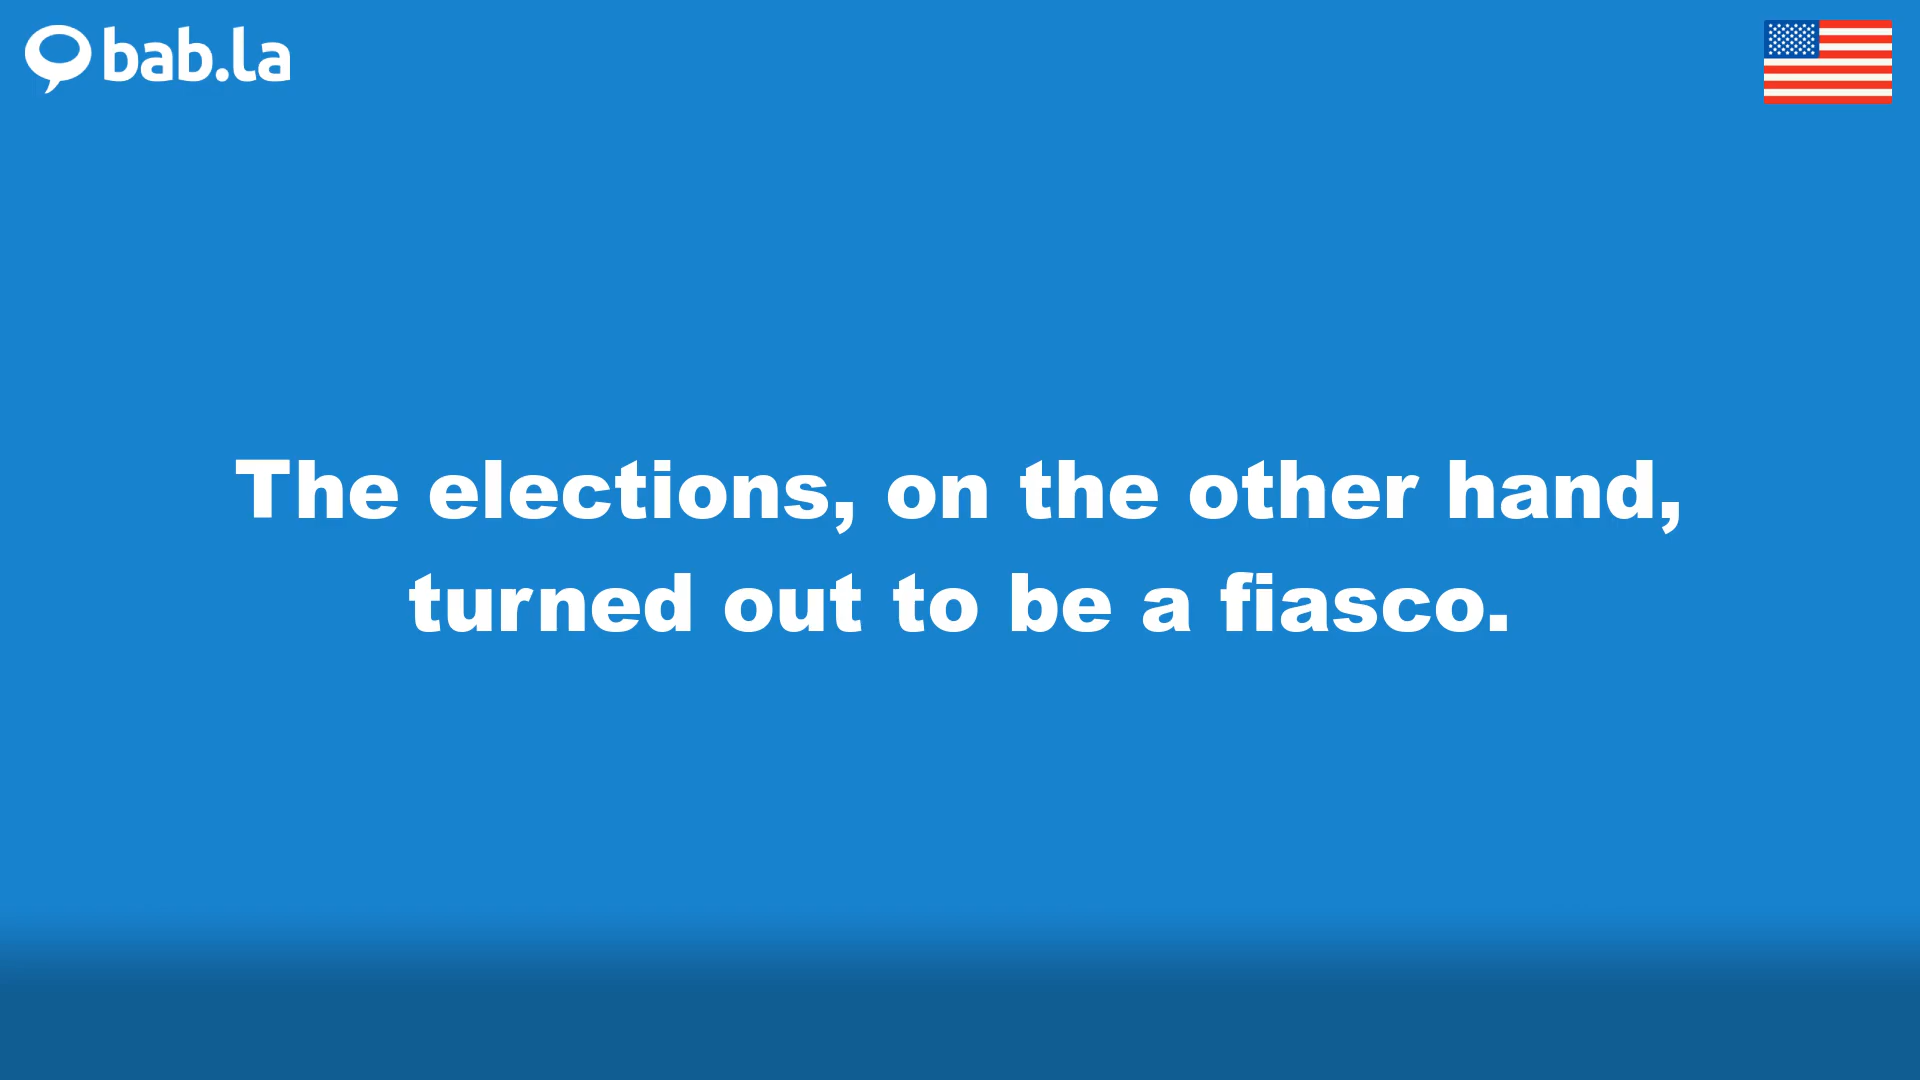 bab.la
The elections, on the other hand,
turned out to be a fiasco.